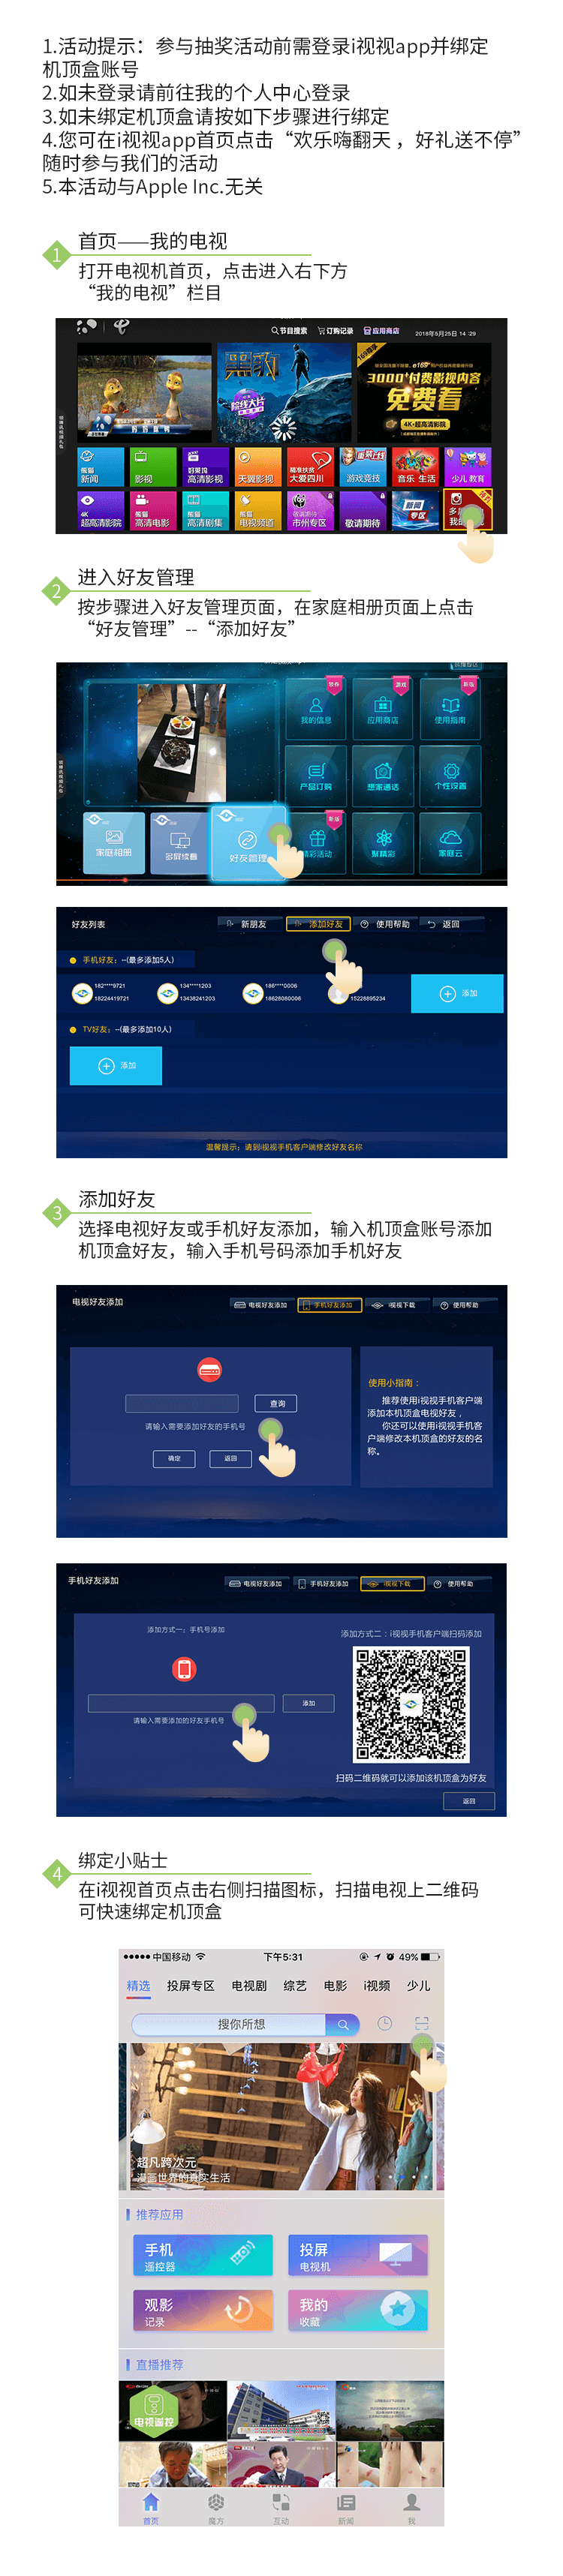 1.活动提示：参与抽奖活动前需登录i视视app并绑定
机顶盒账号
2.如未登录请前往我的个人中心登录
3.如未绑定机顶盒请按如下步骤进行绑定
4.您可在i视视app首页点击“欢乐嗨翻天，好礼送不停”
随时参与我们的活动
5.本活动与Apple Inc.无关
1 首页——我的电视
打开电视机首页，点击进入右下方
“我的电视”栏目
节目搜索 订购记录 应用商店 2018年5月25日 14:29
3000⁺付费影视内容
免费看
4K·超高清影院
熊猫 新闻
影视
好莱坞 高清影视
天翼影视
精准扶贫 大爱四川
游戏竞技
音乐 生活
少儿 教育
4K 超高清影院
熊猫 高清电影
熊猫 高清剧集
熊猫 电视频道
敬请期待 市州专区
敬请期待
新闻专区
2 进入好友管理
按步骤进入好友管理页面，在家庭相册页面上点击
“好友管理”--“添加好友”
我的信息 应用商店 使用指南
游戏 新版
产品订购 想家通话 个性设置
新版
家庭相册 多屏续看 好友管理 精彩活动 聚精彩 家庭云
好友列表 新朋友 添加好友 使用帮助 返回
手机好友：--(最多添加5人)
182****9721 134****1203 186****0006
18224419721 13438241203 18628080006 15228895234
添加
TV好友：--(最多添加10人)
添加
温馨提示：请到i视视手机客户端修改好友名称
3 添加好友
选择电视好友或手机好友添加，输入机顶盒账号添加
机顶盒好友，输入手机号码添加手机好友
电视好友添加 电视好友添加 手机好友添加 i视视下载 使用帮助
使用小指南：
查询
推荐使用i视视手机客户端
添加本机顶盒电视好友，
请输入需要添加好友的手机号
你还可以使用i视视手机客
户端修改本机顶盒的好友的名
称。
确定 返回
手机好友添加 电视好友添加 手机好友添加 i视视下载 使用帮助
添加方式一：手机号添加
添加方式二：i视视手机客户端扫码添加
添加
请输入需要添加的好友手机号
扫码二维码就可以添加该机顶盒为好友
返回
4 绑定小贴士
在i视视首页点击右侧扫描图标，扫描电视上二维码
可快速绑定机顶盒
中国移动 下午5:31 49%
精选 投屏专区 电视剧 综艺 电影 i视频 少儿
搜你所想
超凡跨次元
漫画世界的真实生活
推荐应用
手机 遥控器
投屏 电视机
观影 记录
我的 收藏
直播推荐
电视遥控
首页 魔方 互动 新闻 我